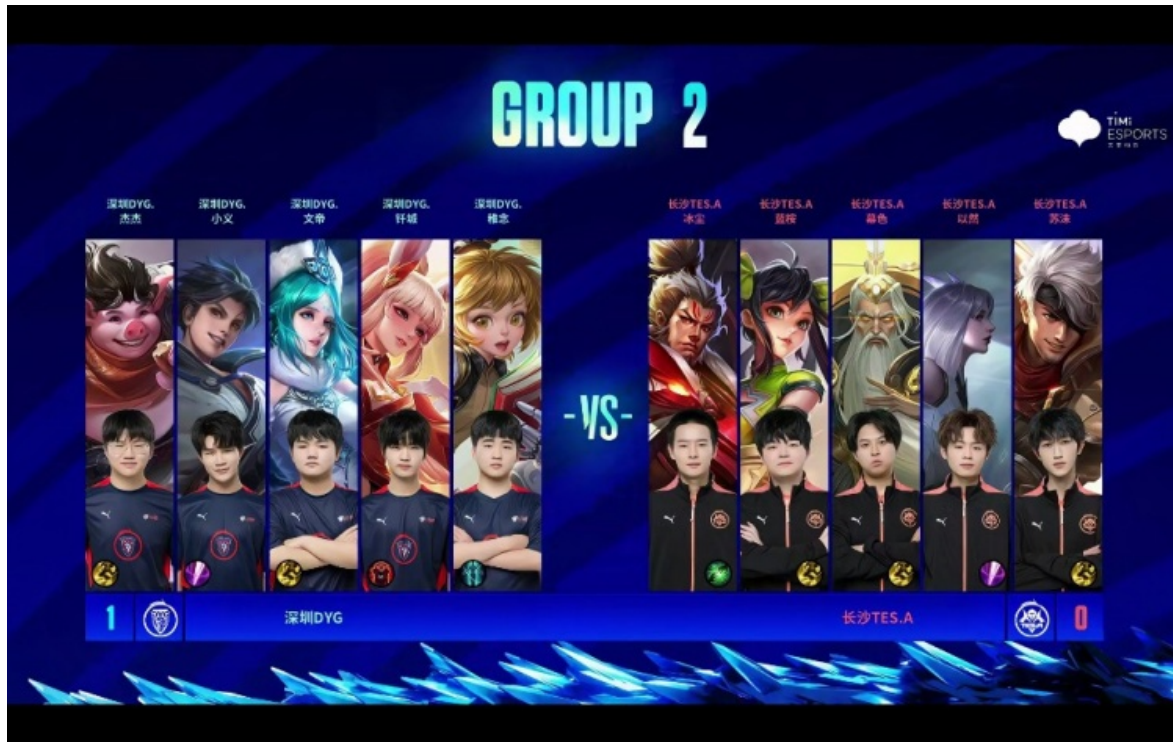 GROUP 2
TiMi
ESPORTS
深圳DYG.
杰杰
深圳DYG.
小义
深圳DYG.
文帝
深圳DYG.
钎城
深圳DYG.
稚念
长沙TES.A
冰尘
长沙TES.A
蓝桉
长沙TES.A
暮色
长沙TES.A
以然
长沙TES.A
苏沫
-VS-
1
深圳DYG
长沙TES.A
0